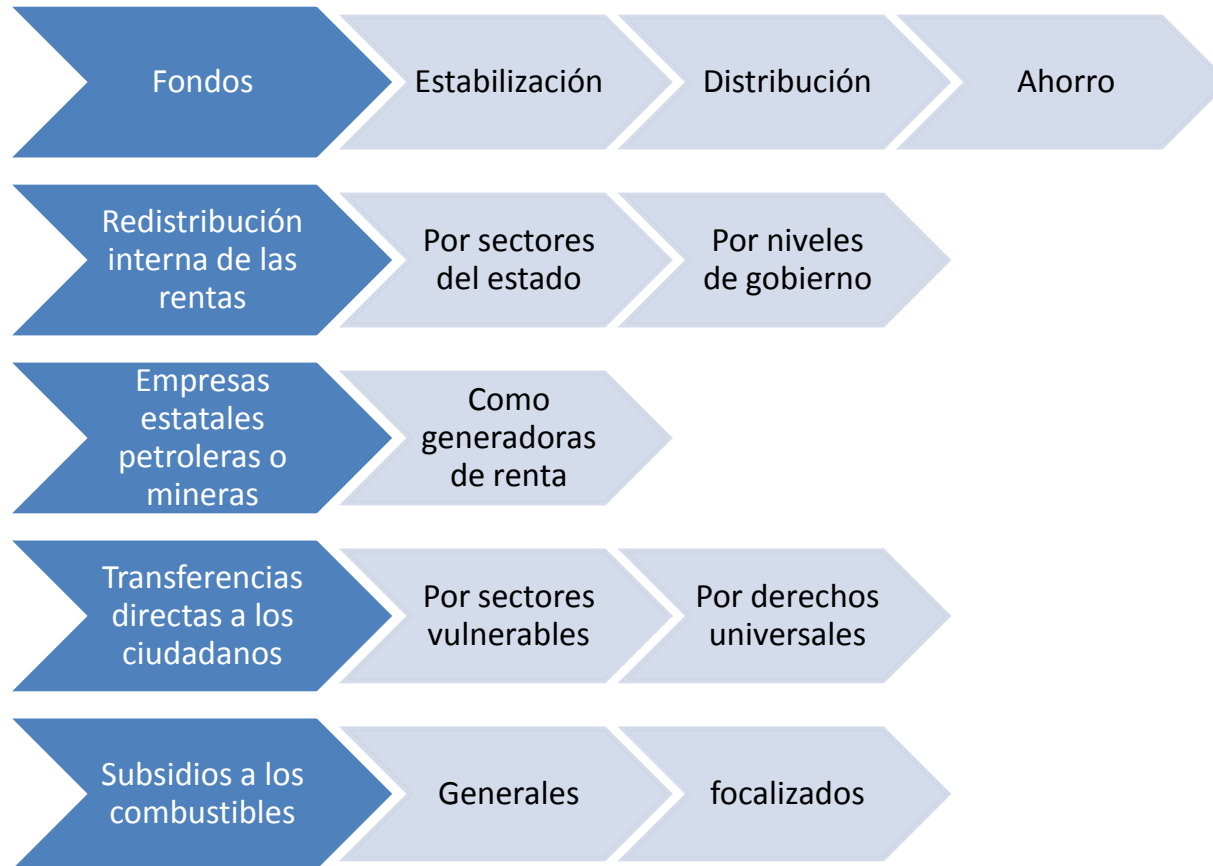 Fondos
Estabilización
Distribución
Ahorro
Redistribución
interna de las
rentas
Por sectores
del estado
Por niveles
de gobierno
Empresas
estatales
petroleras o
mineras
Como
generadoras
de renta
Transferencias
directas a los
ciudadanos
Por sectores
vulnerables
Por derechos
universales
Subsidios a los
combustibles
Generales
focalizados